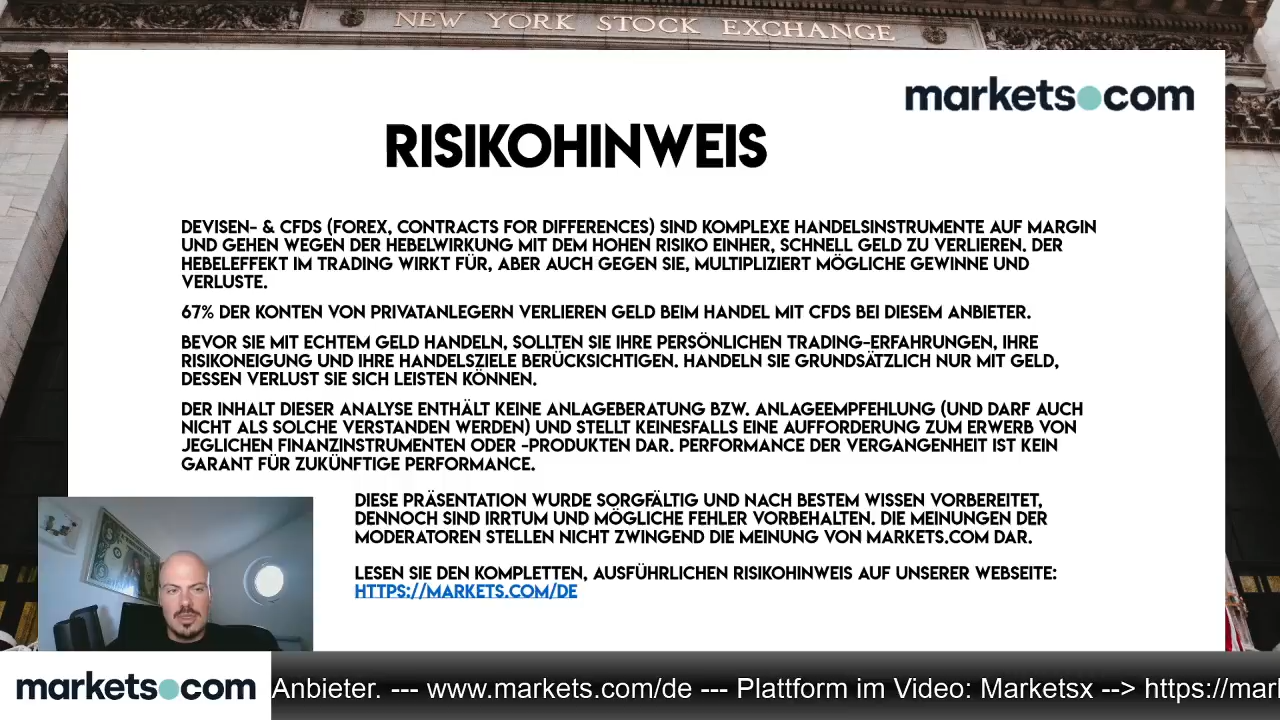 NEW YORK STOCK EXCHANGE
markets.com
RISIKOHINWEIS
DEVISEN- & CFDS (FOREX, CONTRACTS FOR DIFFERENCES) SIND KOMPLEXE HANDELSINSTRUMENTE AUF MARGIN
UND GEHEN WEGEN DER HEBELWIRKUNG MIT DEM HOHEN RISIKO EINHER, SCHNELL GELD ZU VERLIEREN. DER
HEBELEFFEKT IM TRADING WIRKT FÜR, ABER AUCH GEGEN SIE, MULTIPLIZIERT MÖGLICHE GEWINNE UND
VERLUSTE.
67% DER KONTEN VON PRIVATANLEGERN VERLIEREN GELD BEIM HANDEL MIT CFDS BEI DIESEM ANBIETER.
BEVOR SIE MIT ECHTEM GELD HANDELN, SOLLTEN SIE IHRE PERSÖNLICHEN TRADING-ERFAHRUNGEN, IHRE
RISIKONEIGUNG UND IHRE HANDELSZIELE BERÜCKSICHTIGEN. HANDELN SIE GRUNDSÄTZLICH NUR MIT GELD,
DESSEN VERLUST SIE SICH LEISTEN KÖNNEN.
DER INHALT DIESER ANALYSE ENTHÄLT KEINE ANLAGEBERATUNG BZW. ANLAGEEMPFEHLUNG (UND DARF AUCH
NICHT ALS SOLCHE VERSTANDEN WERDEN) UND STELLT KEINESFALLS EINE AUFFORDERUNG ZUM ERWERB VON
JEGLICHEN FINANZINSTRUMENTEN ODER -PRODUKTEN DAR. PERFORMANCE DER VERGANGENHEIT IST KEIN
GARANT FÜR ZUKÜNFTIGE PERFORMANCE.
DIESE PRÄSENTATION WURDE SORGFÄLTIG UND NACH BESTEM WISSEN VORBEREITET,
DENNOCH SIND IRRTUM UND MÖGLICHE FEHLER VORBEHALTEN. DIE MEINUNGEN DER
MODERATOREN STELLEN NICHT ZWINGEND DIE MEINUNG VON MARKETS.COM DAR.
LESEN SIE DEN KOMPLETTEN, AUSFÜHRLICHEN RISIKOHINWEIS AUF UNSERER WEBSEITE:
HTTPS://MARKETS.COM/DE
markets.com
Anbieter. --- www.markets.com/de --- Plattform im Video: Marketsx --> https://mar